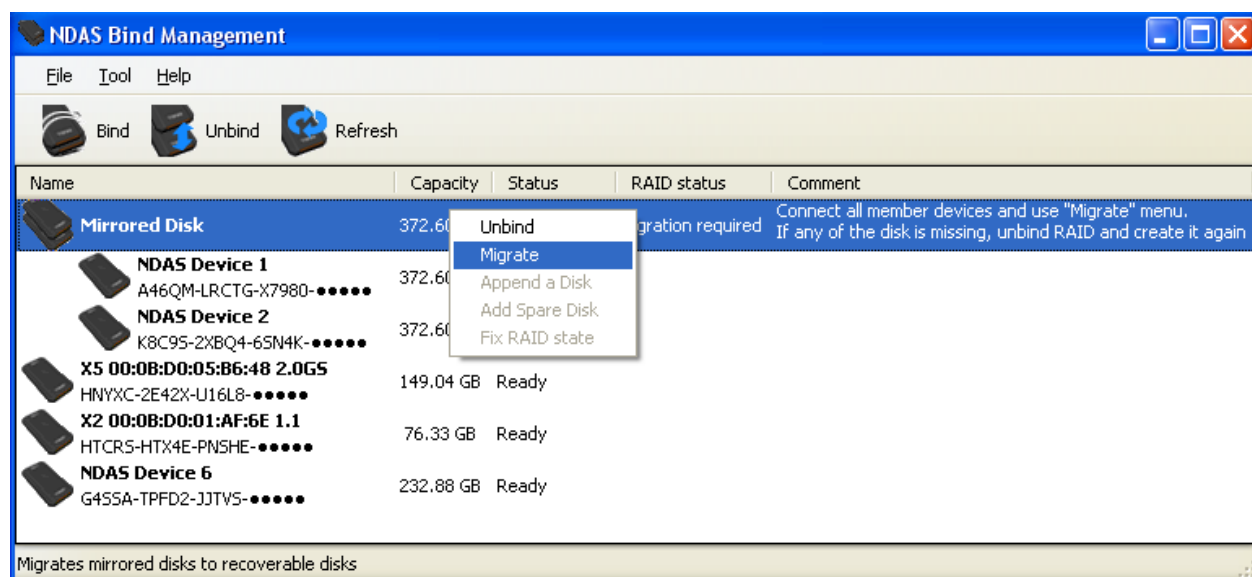 NDAS Bind Management
File Tool Help
Bind Unbind Refresh
Name Capacity Status RAID status Comment
Mirrored Disk 372.60 gration required Connect all member devices and use "Migrate" menu.
If any of the disk is missing, unbind RAID and create it again
Unbind
Migrate
Append a Disk
Add Spare Disk
Fix RAID state
NDAS Device 1 372.60
A46QM-LRCTG-X7980-●●●●●
NDAS Device 2 372.60
K8C9S-2XBQ4-6SN4K-●●●●●
X5 00:0B:D0:05:B6:48 2.0GS 149.04 GB Ready
HNYXC-2E42X-U16L8-●●●●●
X2 00:0B:D0:01:AF:6E 1.1 76.33 GB Ready
HTCRS-HTX4E-PNSHE-●●●●●
NDAS Device 6 232.88 GB Ready
G4SSA-TPFD2-JJTVS-●●●●●
Migrates mirrored disks to recoverable disks